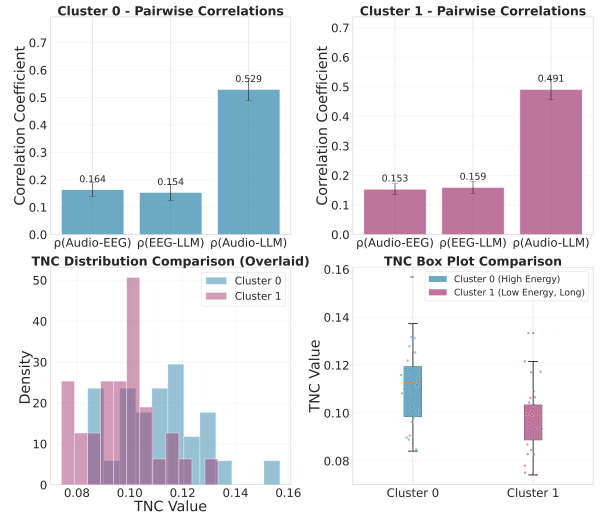 Cluster 0 - Pairwise Correlations
Correlation Coefficient
0.7
0.6
0.5
0.4
0.3
0.2
0.1
0.0
0.164
0.154
0.529
ρ(Audio-EEG) ρ(EEG-LLM) ρ(Audio-LLM)
Cluster 1 - Pairwise Correlations
Correlation Coefficient
0.7
0.6
0.5
0.4
0.3
0.2
0.1
0.0
0.153
0.159
0.491
ρ(Audio-EEG) ρ(EEG-LLM) ρ(Audio-LLM)
TNC Distribution Comparison (Overlaid)
Density
50
40
30
20
10
0
Cluster 0
Cluster 1
0.08 0.10 0.12 0.14 0.16
TNC Value
TNC Box Plot Comparison
TNC Value
0.16
0.14
0.12
0.10
0.08
Cluster 0 (High Energy)
Cluster 1 (Low Energy, Long)
Cluster 0 Cluster 1